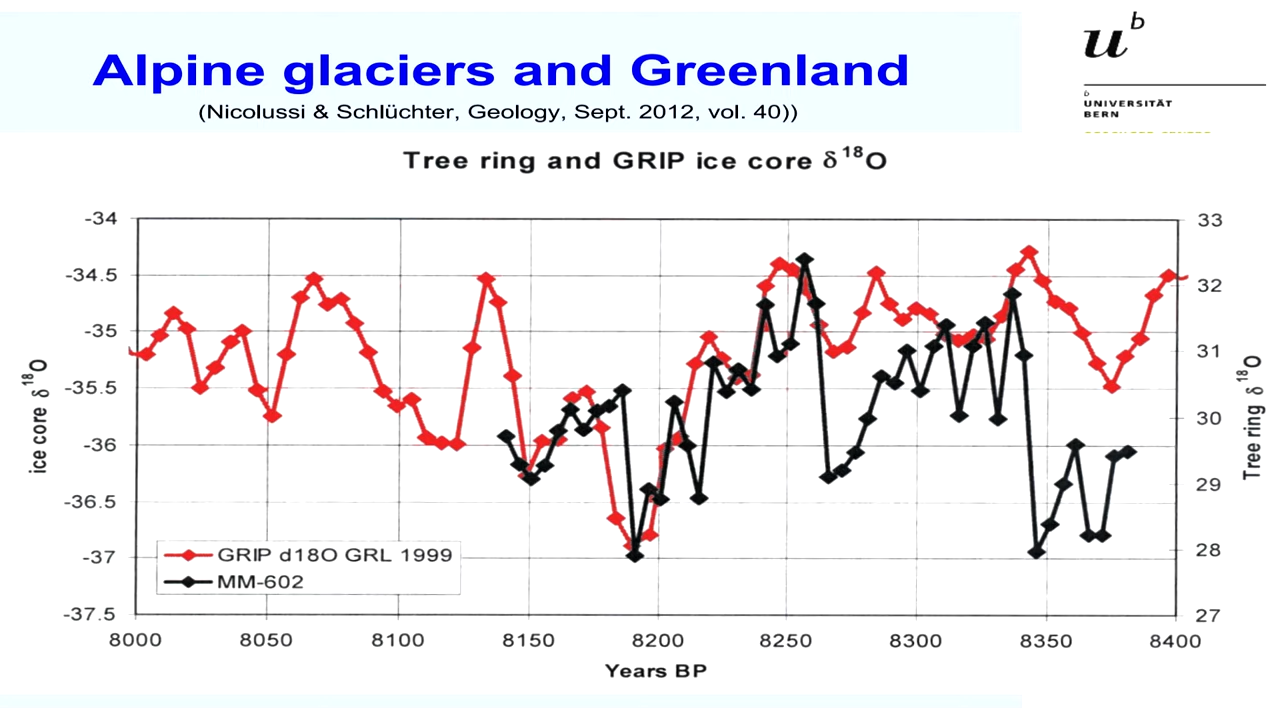 Alpine glaciers and Greenland
(Nicolussi & Schlüchter, Geology, Sept. 2012, vol. 40))
u b
b
UNIVERSITÄT
BERN
Tree ring and GRIP ice core δ 18O
-34
-34.5
-35
-35.5
-36
-36.5
-37
-37.5
ice core δ 18O
33
32
31
30
29
28
27
Tree ring δ 18O
GRIP d18O GRL 1999
MM-602
8000 8050 8100 8150 8200 8250 8300 8350 8400
Years BP